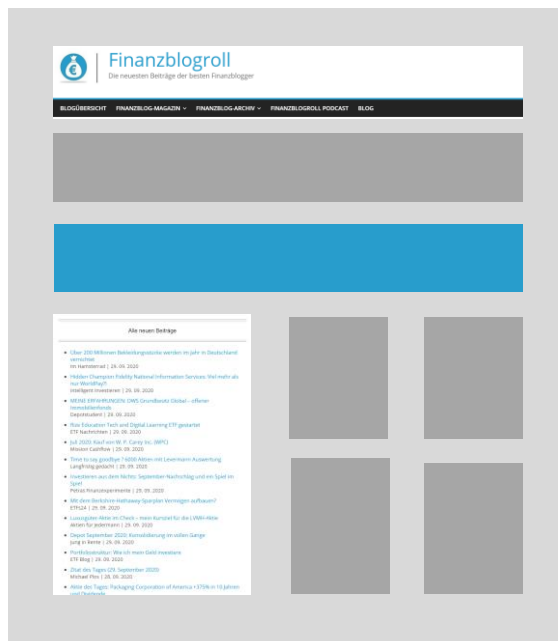 Finanzblogroll
Die neuesten Beiträge der besten Finanzblogger
BLOGÜBERSICHT FINANZBLOG-MAGAZIN FINANZBLOG-ARCHIV FINANZBLOGROLL PODCAST BLOG
Alle neuen Beiträge
Über 200 Millionen Bekleidungsstücke werden im Jahr in Deutschland
vernichtet
Im Hamsterrad | 29. 09. 2020
Hidden Champion Fidelity National Information Services: Viel mehr als
nur WorldPay?!
Intelligent Investieren | 29. 09. 2020
MEINE ERFAHRUNGEN: DWS Grundbesitz Global – offener
Immobilienfonds
Depotstudent | 29. 09. 2020
Rize Education Tech and Digital Learning ETF gestartet
ETF Nachrichten | 29. 09. 2020
Juli 2020: Kauf von W. P. Carey Inc. (WPC)
Mission Cashflow | 29. 09. 2020
Time to say goodbye
Aktien mit Levermann Auswertung
Langfristig gedacht | 29. 09. 2020
Investieren aus dem Nichts: September-Nachschlag und ein Spiel im
Spiel
Petras Finanzexperimente | 29. 09. 2020
Mit dem Berkshire-Hathaway-Sparplan Vermögen aufbauen?
ETFs24 | 29. 09. 2020
Luxusgüter-Aktie im Check – mein Kursziel für die LVMH-Aktie
Aktien für jedermann | 29. 09. 2020
Depot September 2020: Konsolidierung im vollen Gange
Jung in Rente | 29. 09. 2020
Portfoliostruktur: Wie ich mein Geld investiere
ETF Blog | 29. 09. 2020
Zitat des Tages (29. September 2020)
Michael Plos | 29. 09. 2020
Aktie des Tages: Packaging Corporation of America +375% in 10 Jahren
und Dividende